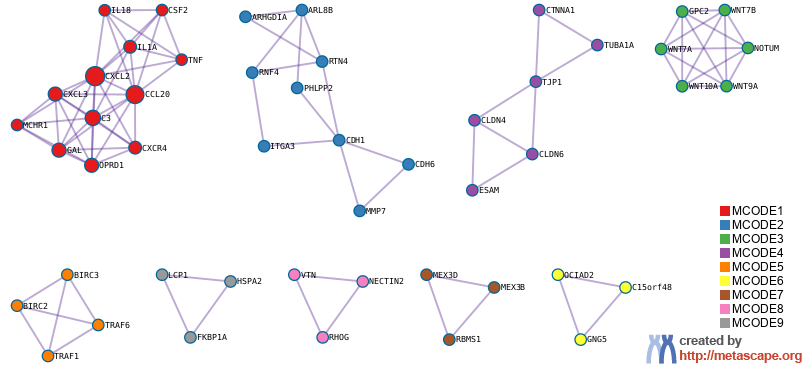 IL18
CSF2
IL1A
TNF
CXCL2
CXCL3
CCL20
MCHR1
C3
GAL
CXCR4
OPRD1
ARHGDIA
ARL8B
RTN4
RNF4
PHLPP2
ITGA3
CDH1
CDH6
MMP7
CTNNA1
TUBA1A
TJP1
CLDN4
CLDN6
ESAM
GPC2
WNT7B
WNT7A
NOTUM
WNT10A
WNT9A
BIRC3
BIRC2
TRAF6
TRAF1
LCP1
HSPA2
FKBP1A
VTN
NECTIN2
RHOG
MEX3D
MEX3B
RBMS1
OCIAD2
C15orf48
GNG5
MCODE1
MCODE2
MCODE3
MCODE4
MCODE5
MCODE6
MCODE7
MCODE8
MCODE9
created by
http://metascape.org